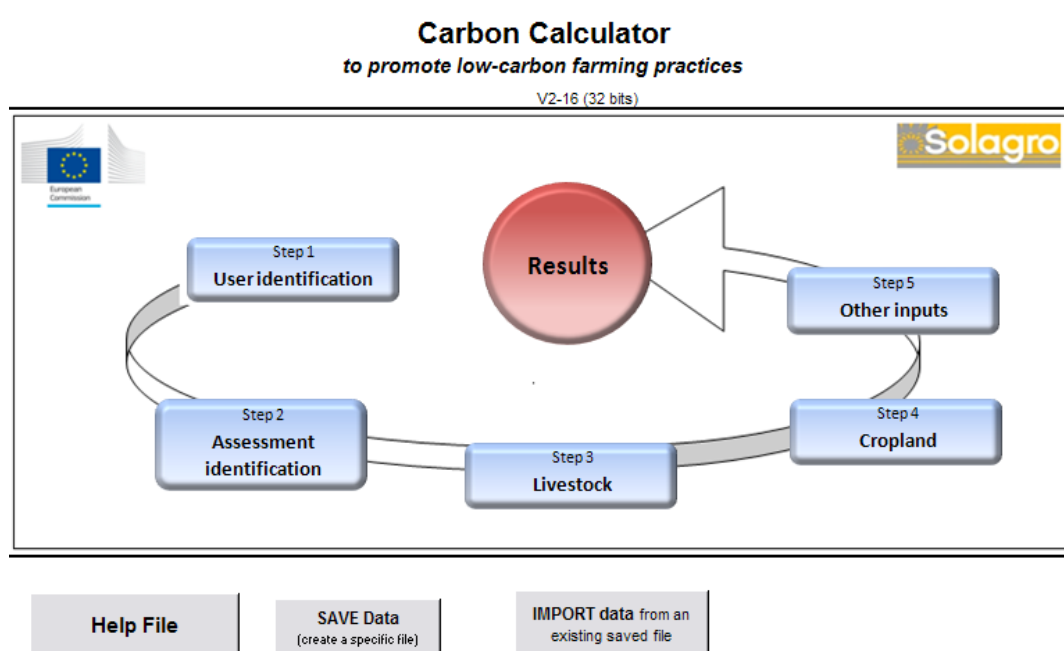 Carbon Calculator
to promote low-carbon farming practices
V2-16 (32 bits)
European
Commission
Solagro
Step 1
User identification
Results
Step 5
Other inputs
Step 2
Assessment
identification
Step 3
Livestock
Step 4
Cropland
Help File
SAVE Data
(create a specific file)
IMPORT data from an
existing saved file